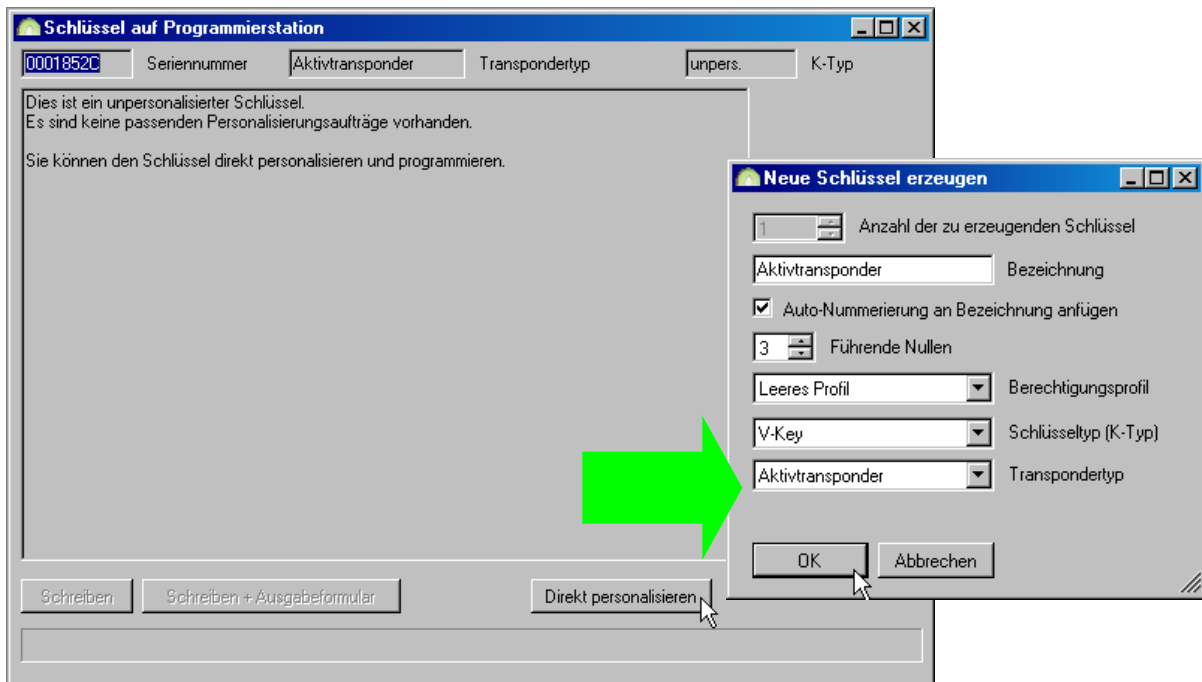 Schlüssel auf Programmierstation
0001852C Seriennummer Aktivtransponder Transpondertyp unpers. K-Typ
Dies ist ein unpersonalisierter Schlüssel.
Es sind keine passenden Personalisierungsaufträge vorhanden.
Sie können den Schlüssel direkt personalisieren und programmieren.
Schreiben Schreiben + Ausgabeformular Direkt personalisieren
Neue Schlüssel erzeugen
1 Anzahl der zu erzeugenden Schlüssel
Aktivtransponder Bezeichnung
Auto-Nummerierung an Bezeichnung anfügen
3 Führende Nullen
Leeres Profil Berechtigungsprofil
V-Key Schlüsseltyp (K-Typ)
Aktivtransponder Transpondertyp
OK Abbrechen